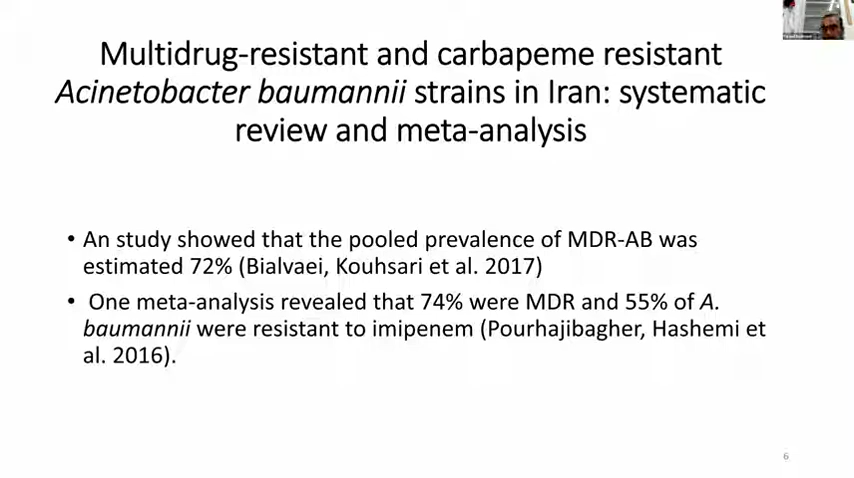 Multidrug-resistant and carbapeme resistant
Acinetobacter baumannii strains in Iran: systematic
review and meta-analysis
• An study showed that the pooled prevalence of MDR-AB was
estimated 72% (Bialvaei, Kouhsari et al. 2017)
• One meta-analysis revealed that 74% were MDR and 55% of A.
baumannii were resistant to imipenem (Pourhajibagher, Hashemi et
al. 2016).
6